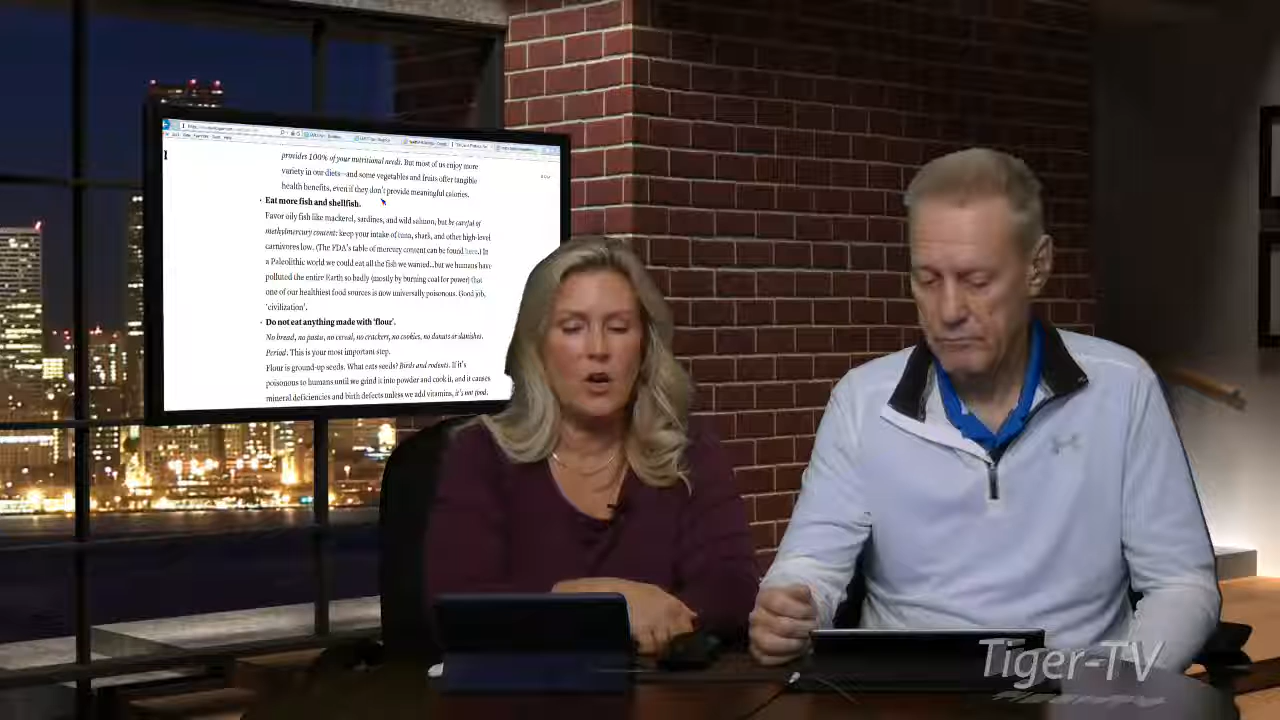 provides 100% of your nutritional needs. But most of us enjoy more
variety in our diets—and some vegetables and fruits offer tangible
health benefits, even if they don't provide meaningful calories.
• Eat more fish and shellfish.
Favor oily fish like mackerel, sardines, and wild salmon, but be careful of
methylmercury content: keep your intake of tuna, shark, and other high-level
carnivores low. (The FDA's table of mercury content can be found here.) In
a Paleolithic world we could eat all the fish we wanted...but we humans have
polluted the entire Earth so badly (mostly by burning coal for power) that
one of our healthiest food sources is now universally poisonous. Good job,
'civilization'.
• Do not eat anything made with 'flour'.
No bread, no pasta, no cereal, no crackers, no cookies, no donuts or danishes.
Period. This is your most important step.
Flour is ground-up seeds. What eats seeds? Birds and rodents. If it's
poisonous to humans until we grind it into powder and cook it, and it causes
mineral deficiencies and birth defects unless we add vitamins, it's not food.
Tiger-TV